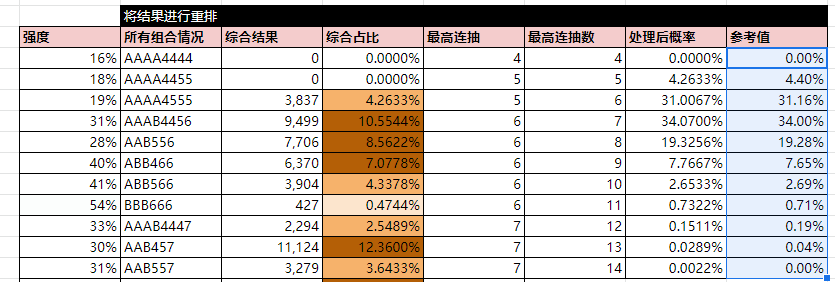 将结果进行重排
强度 所有组合情况 综合结果 综合占比 最高连抽 最高连抽数 处理后概率 参考值
16% AAAA4444 0 0.0000% 4 4 0.0000% 0.00%
18% AAAA4455 0 0.0000% 5 5 4.2633% 4.40%
19% AAAA4555 3,837 4.2633% 5 6 31.0067% 31.16%
31% AAAB4456 9,499 10.5544% 6 7 34.0700% 34.00%
28% AAB556 7,706 8.5622% 6 8 19.3256% 19.28%
40% ABB466 6,370 7.0778% 6 9 7.7667% 7.65%
41% ABB566 3,904 4.3378% 6 10 2.6533% 2.69%
54% BBB666 427 0.4744% 6 11 0.7322% 0.71%
33% AAAB4447 2,294 2.5489% 7 12 0.1511% 0.19%
30% AAB457 11,124 12.3600% 7 13 0.0289% 0.04%
31% AAB557 3,279 3.6433% 7 14 0.0022% 0.00%